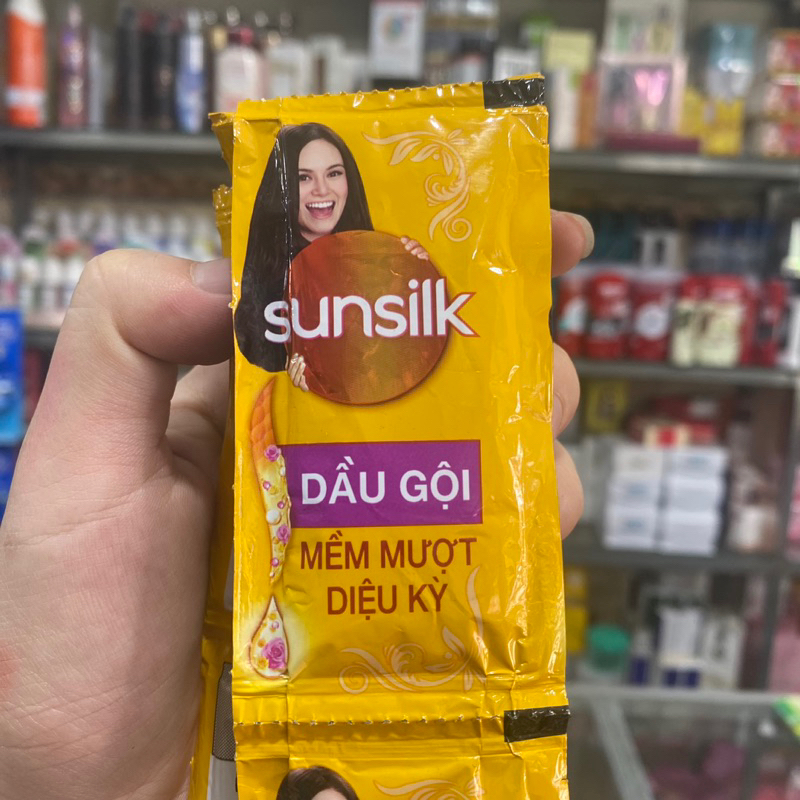 sunsilk
DẦU GỘI
MỀM MƯỢT
DIỆU KỲ